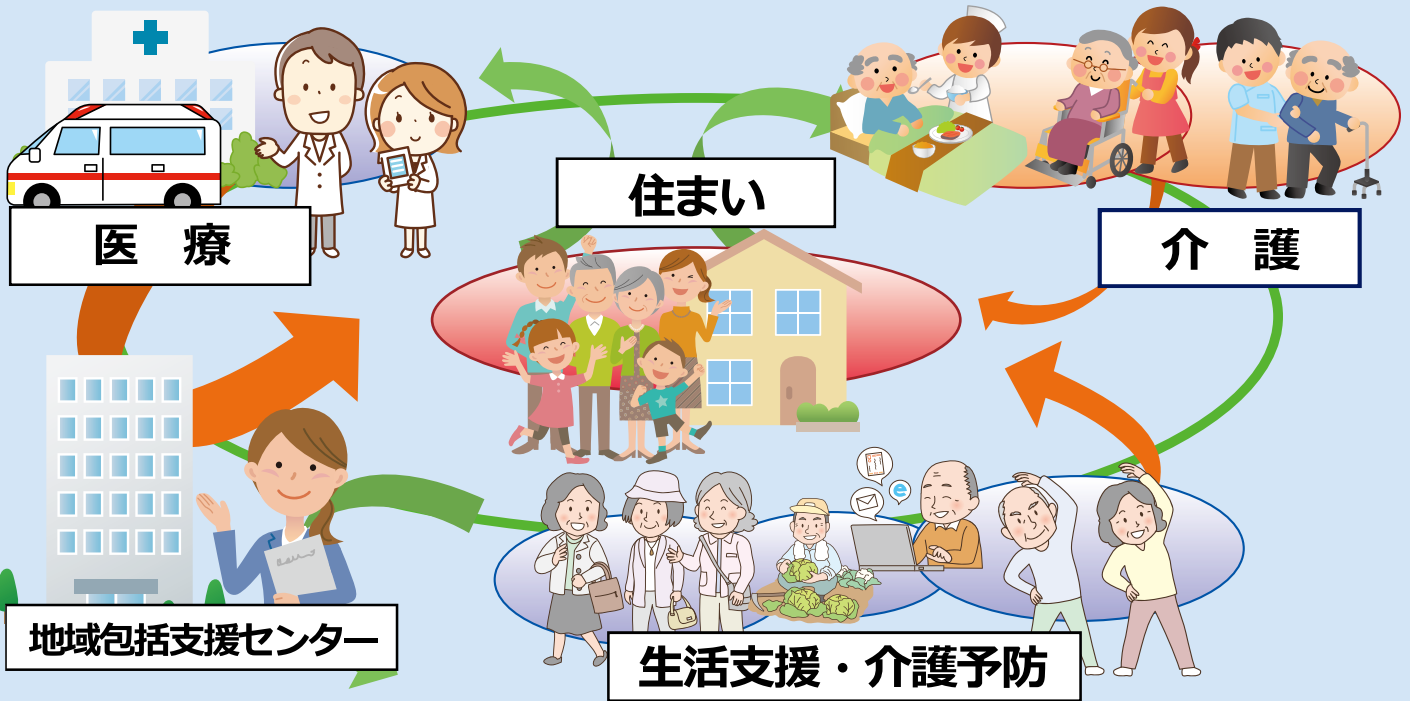 医　療
住まい
介　護
地域包括支援センター
生活支援・介護予防